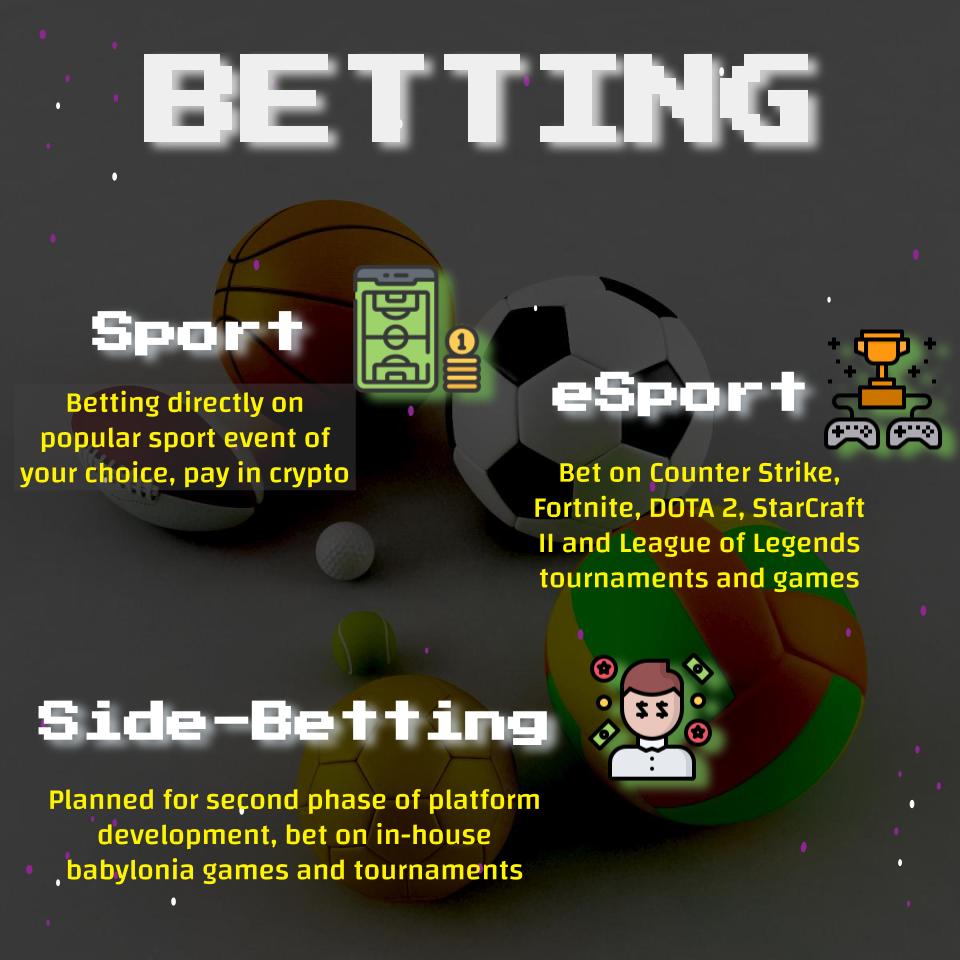 BETTING
Sport
Betting directly on
popular sport event of
your choice, pay in crypto
1
eSport
Bet on Counter Strike,
Fortnite, DOTA 2, StarCraft
II and League of Legends
tournaments and games
Side-Betting
$ $
Planned for second phase of platform
development, bet on in-house
babylonia games and tournaments